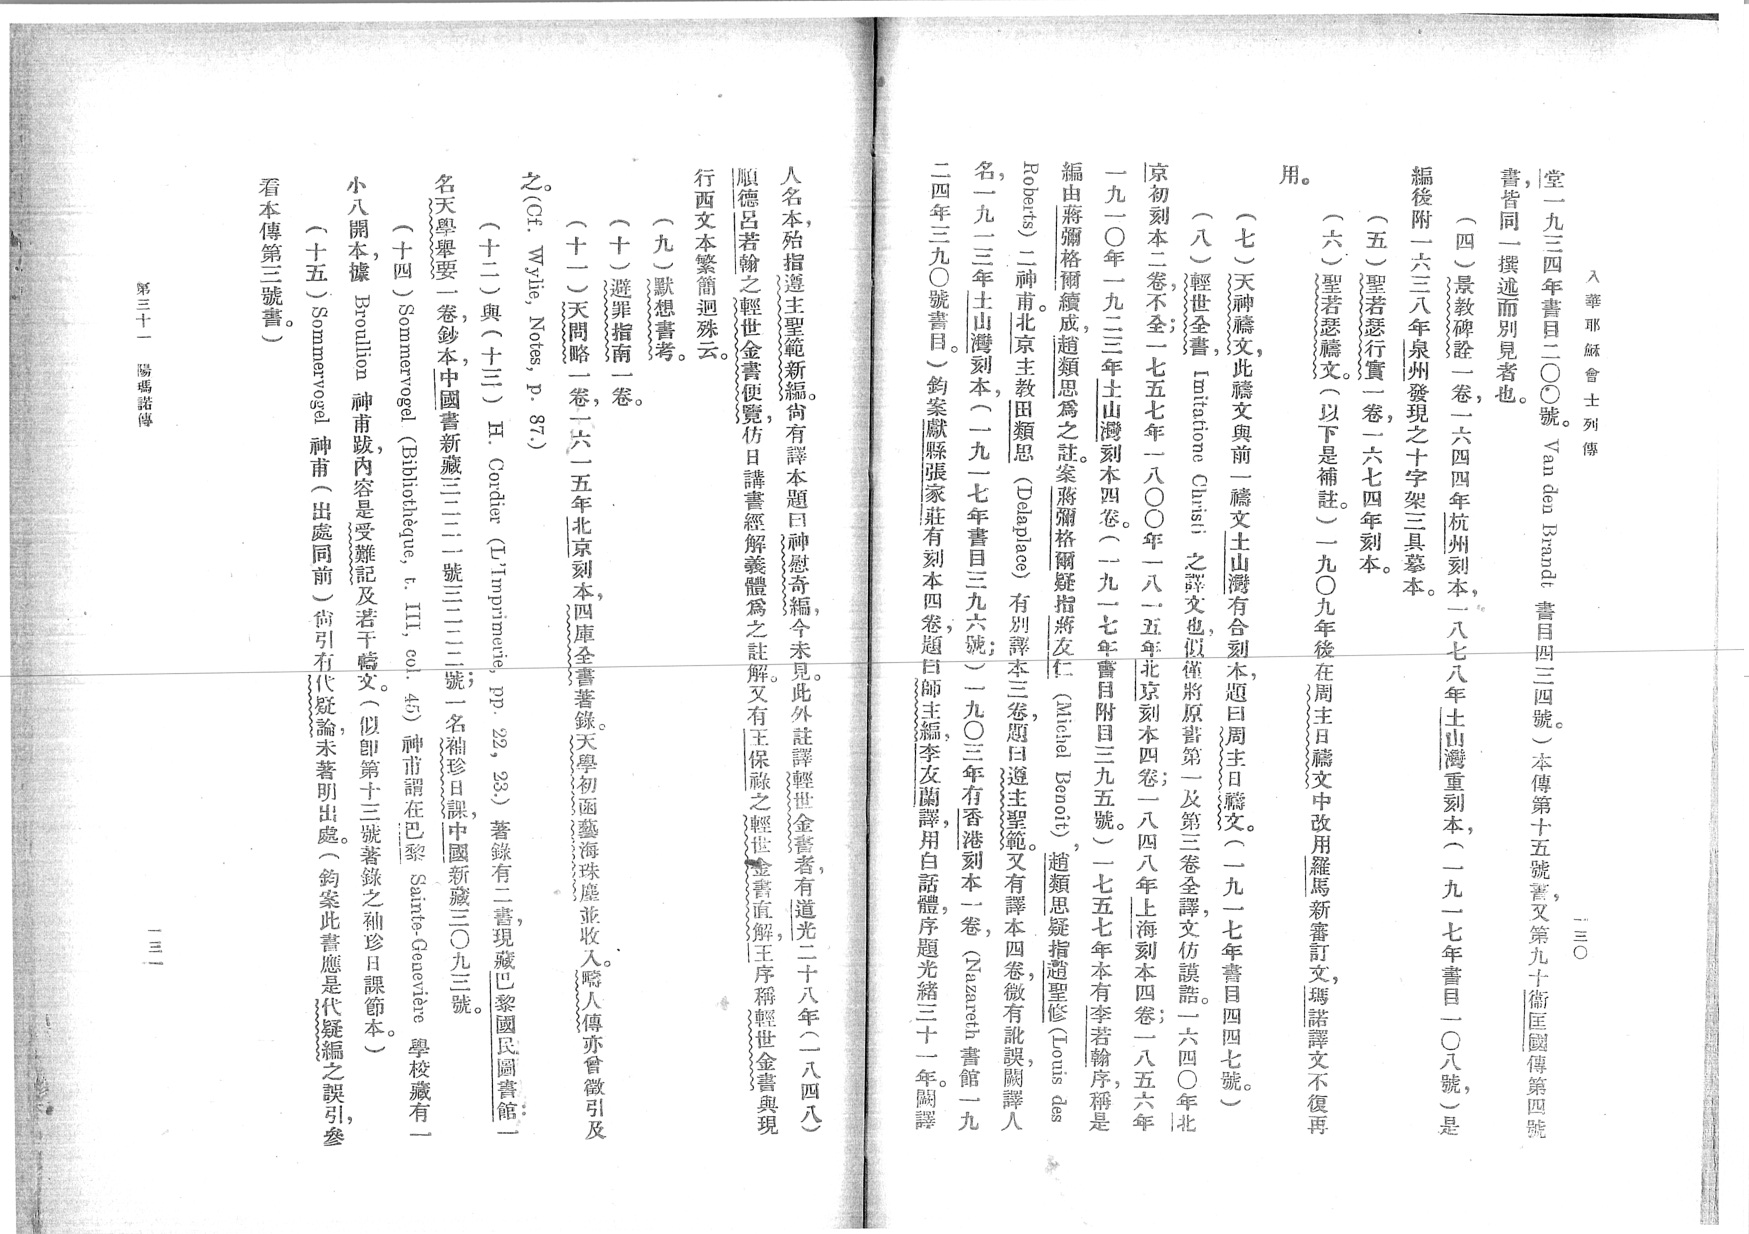 入華耶穌會士列傳
一三〇
堂一九三四年書目二〇〇號。Van den Brandt 書目四三四號。）本傳第十五號書，又第九十衞匡國傳第四號
書，皆同一撰述而別見者也。
（四）景教碑詮一卷，一六四四年杭州刻本，一八七八年土山灣重刻本，（一九一七年書目一〇八號，）是
編後附一六三八年泉州發現之十字架三具摹本。
（五）聖若瑟行實一卷，一六七四年刻本。
（六）聖若瑟禱文。（以下是補註。）一九〇九年後在周主日禱文中改用羅馬新審訂文，瑪諾譯文不復再
用。
（七）天神禱文，此禱文與前一禱文土山灣有合刻本，題曰周主日禱文。（一九一七年書目四四七號。）
（八）輕世全書，Imitatione Christi 之譯文也，似僅將原書第一及第三卷全譯，文仿謨誥。一六四〇年北
京初刻本二卷，不全；一七五七年一八〇〇年一八一五年北京刻本四卷；一八四八年上海刻本四卷；一八五六年
一九一〇年一九二三年土山灣刻本四卷。（一九一七年書目附目三九五號。）一七五七年本有李若翰序，稱是
編由蔣彌格爾續成，趙類思爲之註。案蔣彌格爾疑指蔣友仁 (Michel Benoit)，趙類思疑指趙聖修(Louis des
Roberts) 二神甫。北京主教田類思 (Delaplace) 有別譯本三卷，題曰遵主聖範。又有譯本四卷，微有訛誤，闕譯人
名，一九一三年土山灣刻本，（一九一七年書目三九六號；）一九〇三年有香港刻本一卷，(Nazareth 書館一九
二四年三九〇號書目。）鈞案獻縣張家莊有刻本四卷，題曰師主編，李友蘭譯，用白話體，序題光緒三十一年。闕譯
人名本，殆指遵主聖範新編。尙有譯本題曰神慰奇編，今未見。此外註譯輕世金書者，有道光二十八年（一八四八）
順德呂若翰之輕世金書便覽，仿日講書經解義體爲之註解。又有王保祿之輕世金書直解，王序稱輕世金書與現
行西文本繁簡迥殊云。
（九）默想書考。
（十）避罪指南一卷。
（十一）天問略一卷，一六一五年北京刻本，四庫全書著錄。天學初函藝海珠塵並收入。疇人傳亦曾徵引及
之。(Cf. Wylie, Notes, p. 87.)
（十二）與（十三） H. Cordier (L'Imprimerie, pp. 22, 23.) 著錄有二書，現藏巴黎國民圖書館：一
名天學舉要一卷，鈔本，中國書新藏三二二一號三二二二號；一名袖珍日課，中國新藏三〇九三號。
（十四）Sommervogel (Bibliothèque, t. III, col. 45) 神甫謂在巴黎 Sainte-Genevière 學校藏有一
小八開本，據 Broullion 神甫跋，內容是受難記及若干禱文。（似卽第十三號著錄之袖珍日課節本。）
（十五）Sommervogel 神甫（出處同前）尙引有代疑論，未著明出處。（鈞案此書應是代疑編之誤引，參
看本傳第三號書。）
第三十一 陽瑪諾傳
一三一